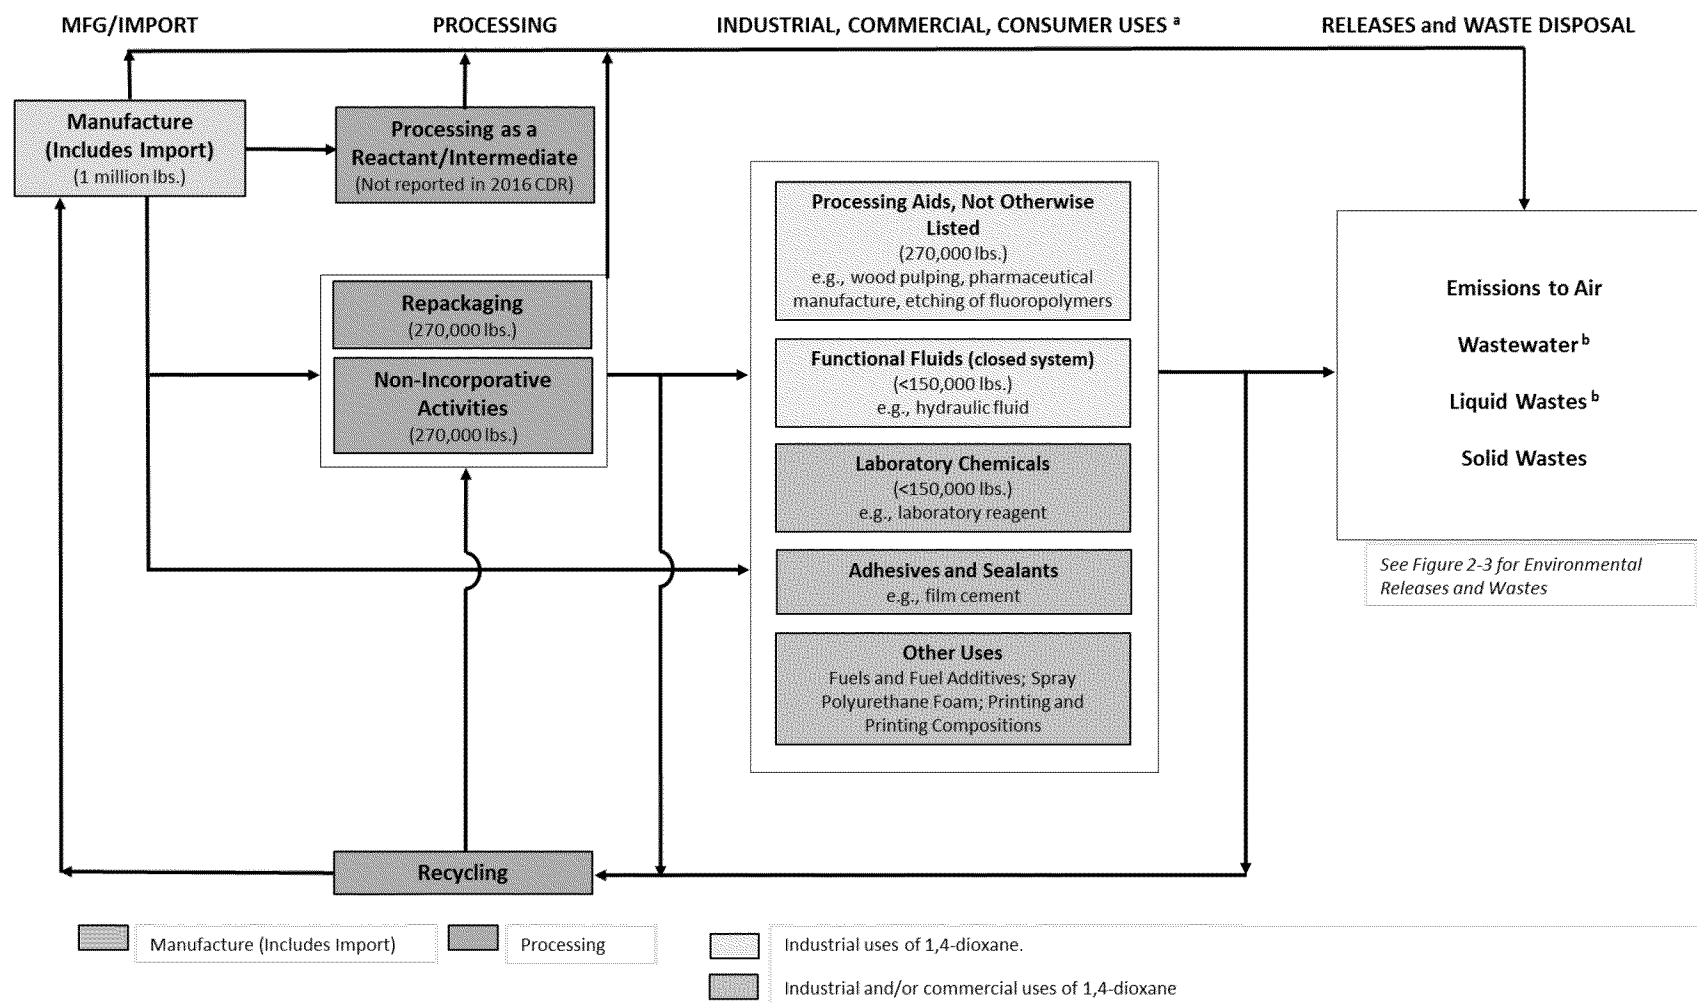 MFG/IMPORT
PROCESSING
INDUSTRIAL, COMMERCIAL, CONSUMER USES a
RELEASES and WASTE DISPOSAL
Manufacture
(Includes Import)
(1 million lbs.)
Processing as a
Reactant/Intermediate
(Not reported in 2016 CDR)
Repackaging
(270,000 lbs.)
Non-Incorporative
Activities
(270,000 lbs.)
Processing Aids, Not Otherwise
Listed
(270,000 lbs.)
e.g., wood pulping, pharmaceutical
manufacture, etching of fluoropolymers
Functional Fluids (closed system)
(<150,000 lbs.)
e.g., hydraulic fluid
Laboratory Chemicals
(<150,000 lbs.)
e.g., laboratory reagent
Adhesives and Sealants
e.g., film cement
Other Uses
Fuels and Fuel Additives; Spray
Polyurethane Foam; Printing and
Printing Compositions
Emissions to Air
Wastewater b
Liquid Wastes b
Solid Wastes
See Figure 2-3 for Environmental
Releases and Wastes
Recycling
Manufacture (Includes Import)
Processing
Industrial uses of 1,4-dioxane.
Industrial and/or commercial uses of 1,4-dioxane